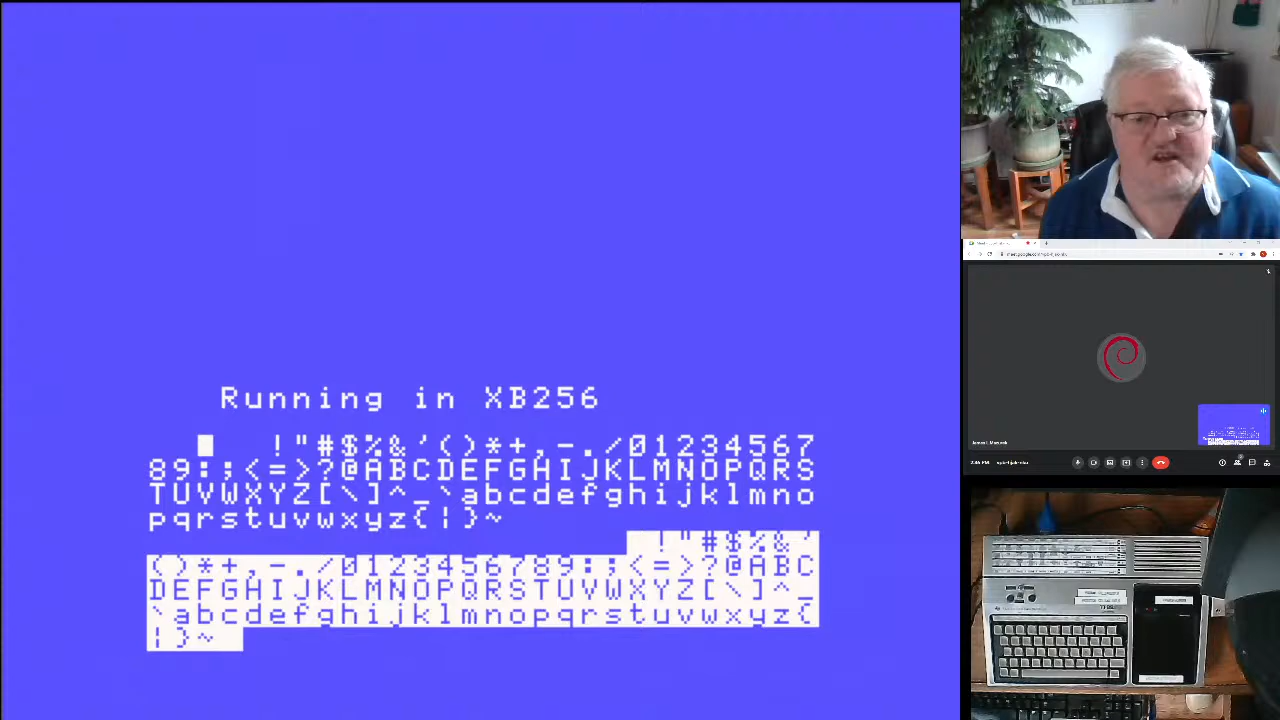 Running in XB256
!"#$%&'()*+,-./01234567
89:;<=>?@ABCDEFGHIJKLMNOPQRS
TUVWXYZ[\]^_`abcdefghijklmno
pqrstuvwxyz{¦}~
!"#$%&'
()*+,-./0123456789:;<=>?@ABC
DEFGHIJKLMNOPQRSTUVWXYZ[\]^_
`abcdefghijklmnopqrstuvwxyz{
¦}~